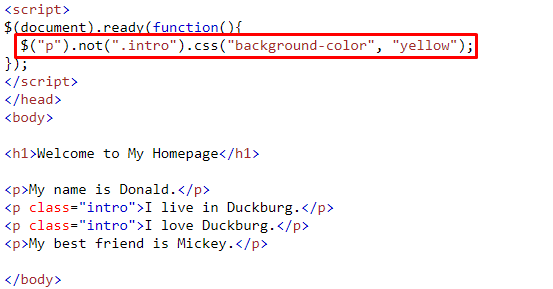 <script>
$(document).ready(function(){
  $("p").not(".intro").css("background-color", "yellow");
});
</script>
</head>
<body>
<h1>Welcome to My Homepage</h1>
<p>My name is Donald.</p>
<p class="intro">I live in Duckburg.</p>
<p class="intro">I love Duckburg.</p>
<p>My best friend is Mickey.</p>
</body>